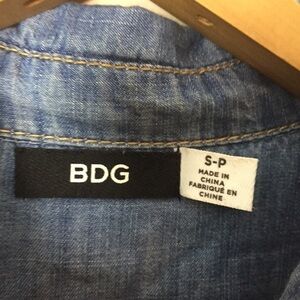 BDG
S-P
MADE IN
CHINA
FABRIQUÉ EN
CHINE